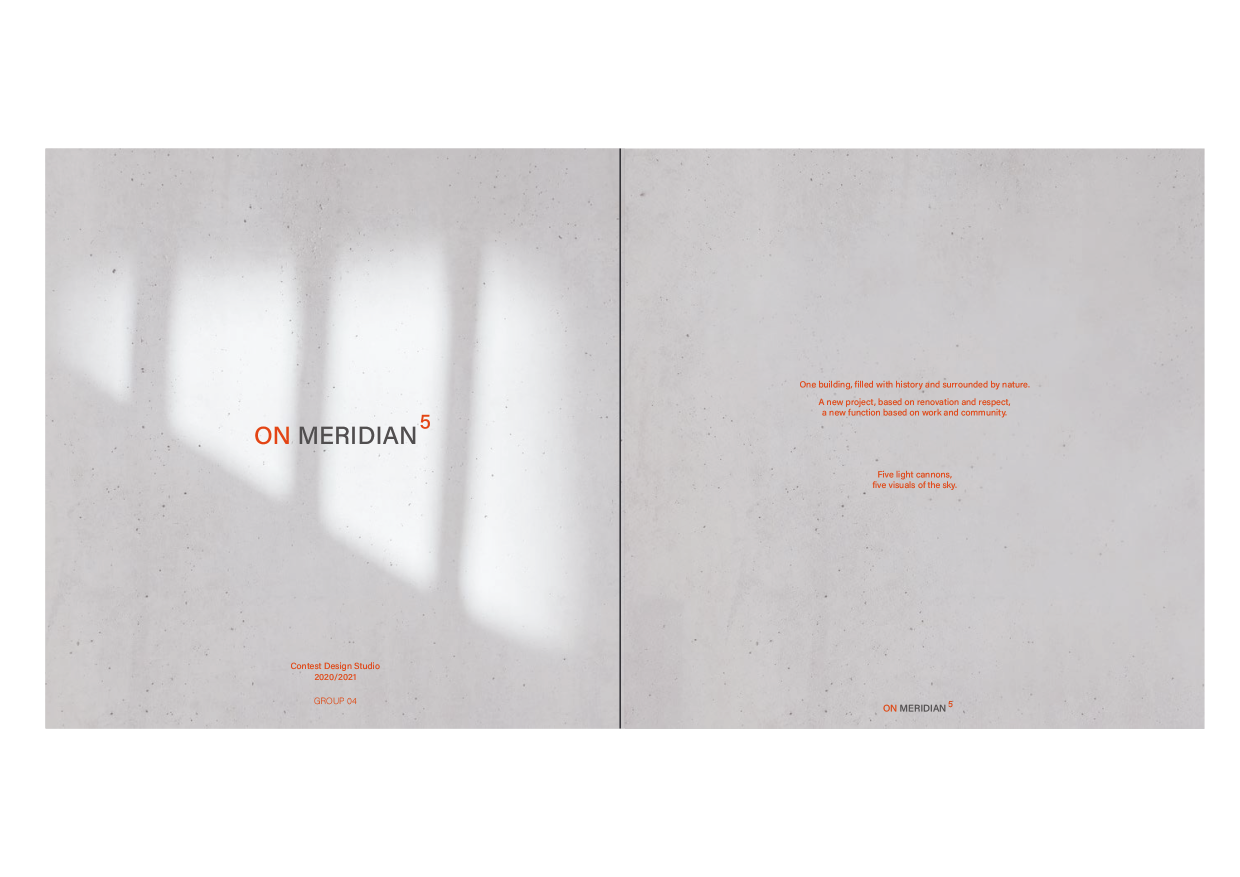 ON MERIDIAN 5
Contest Design Studio
2020/2021
GROUP 04
One building, filled with history and surrounded by nature.
A new project, based on renovation and respect,
a new function based on work and community.
Five light cannons,
five visuals of the sky.
ON MERIDIAN 5